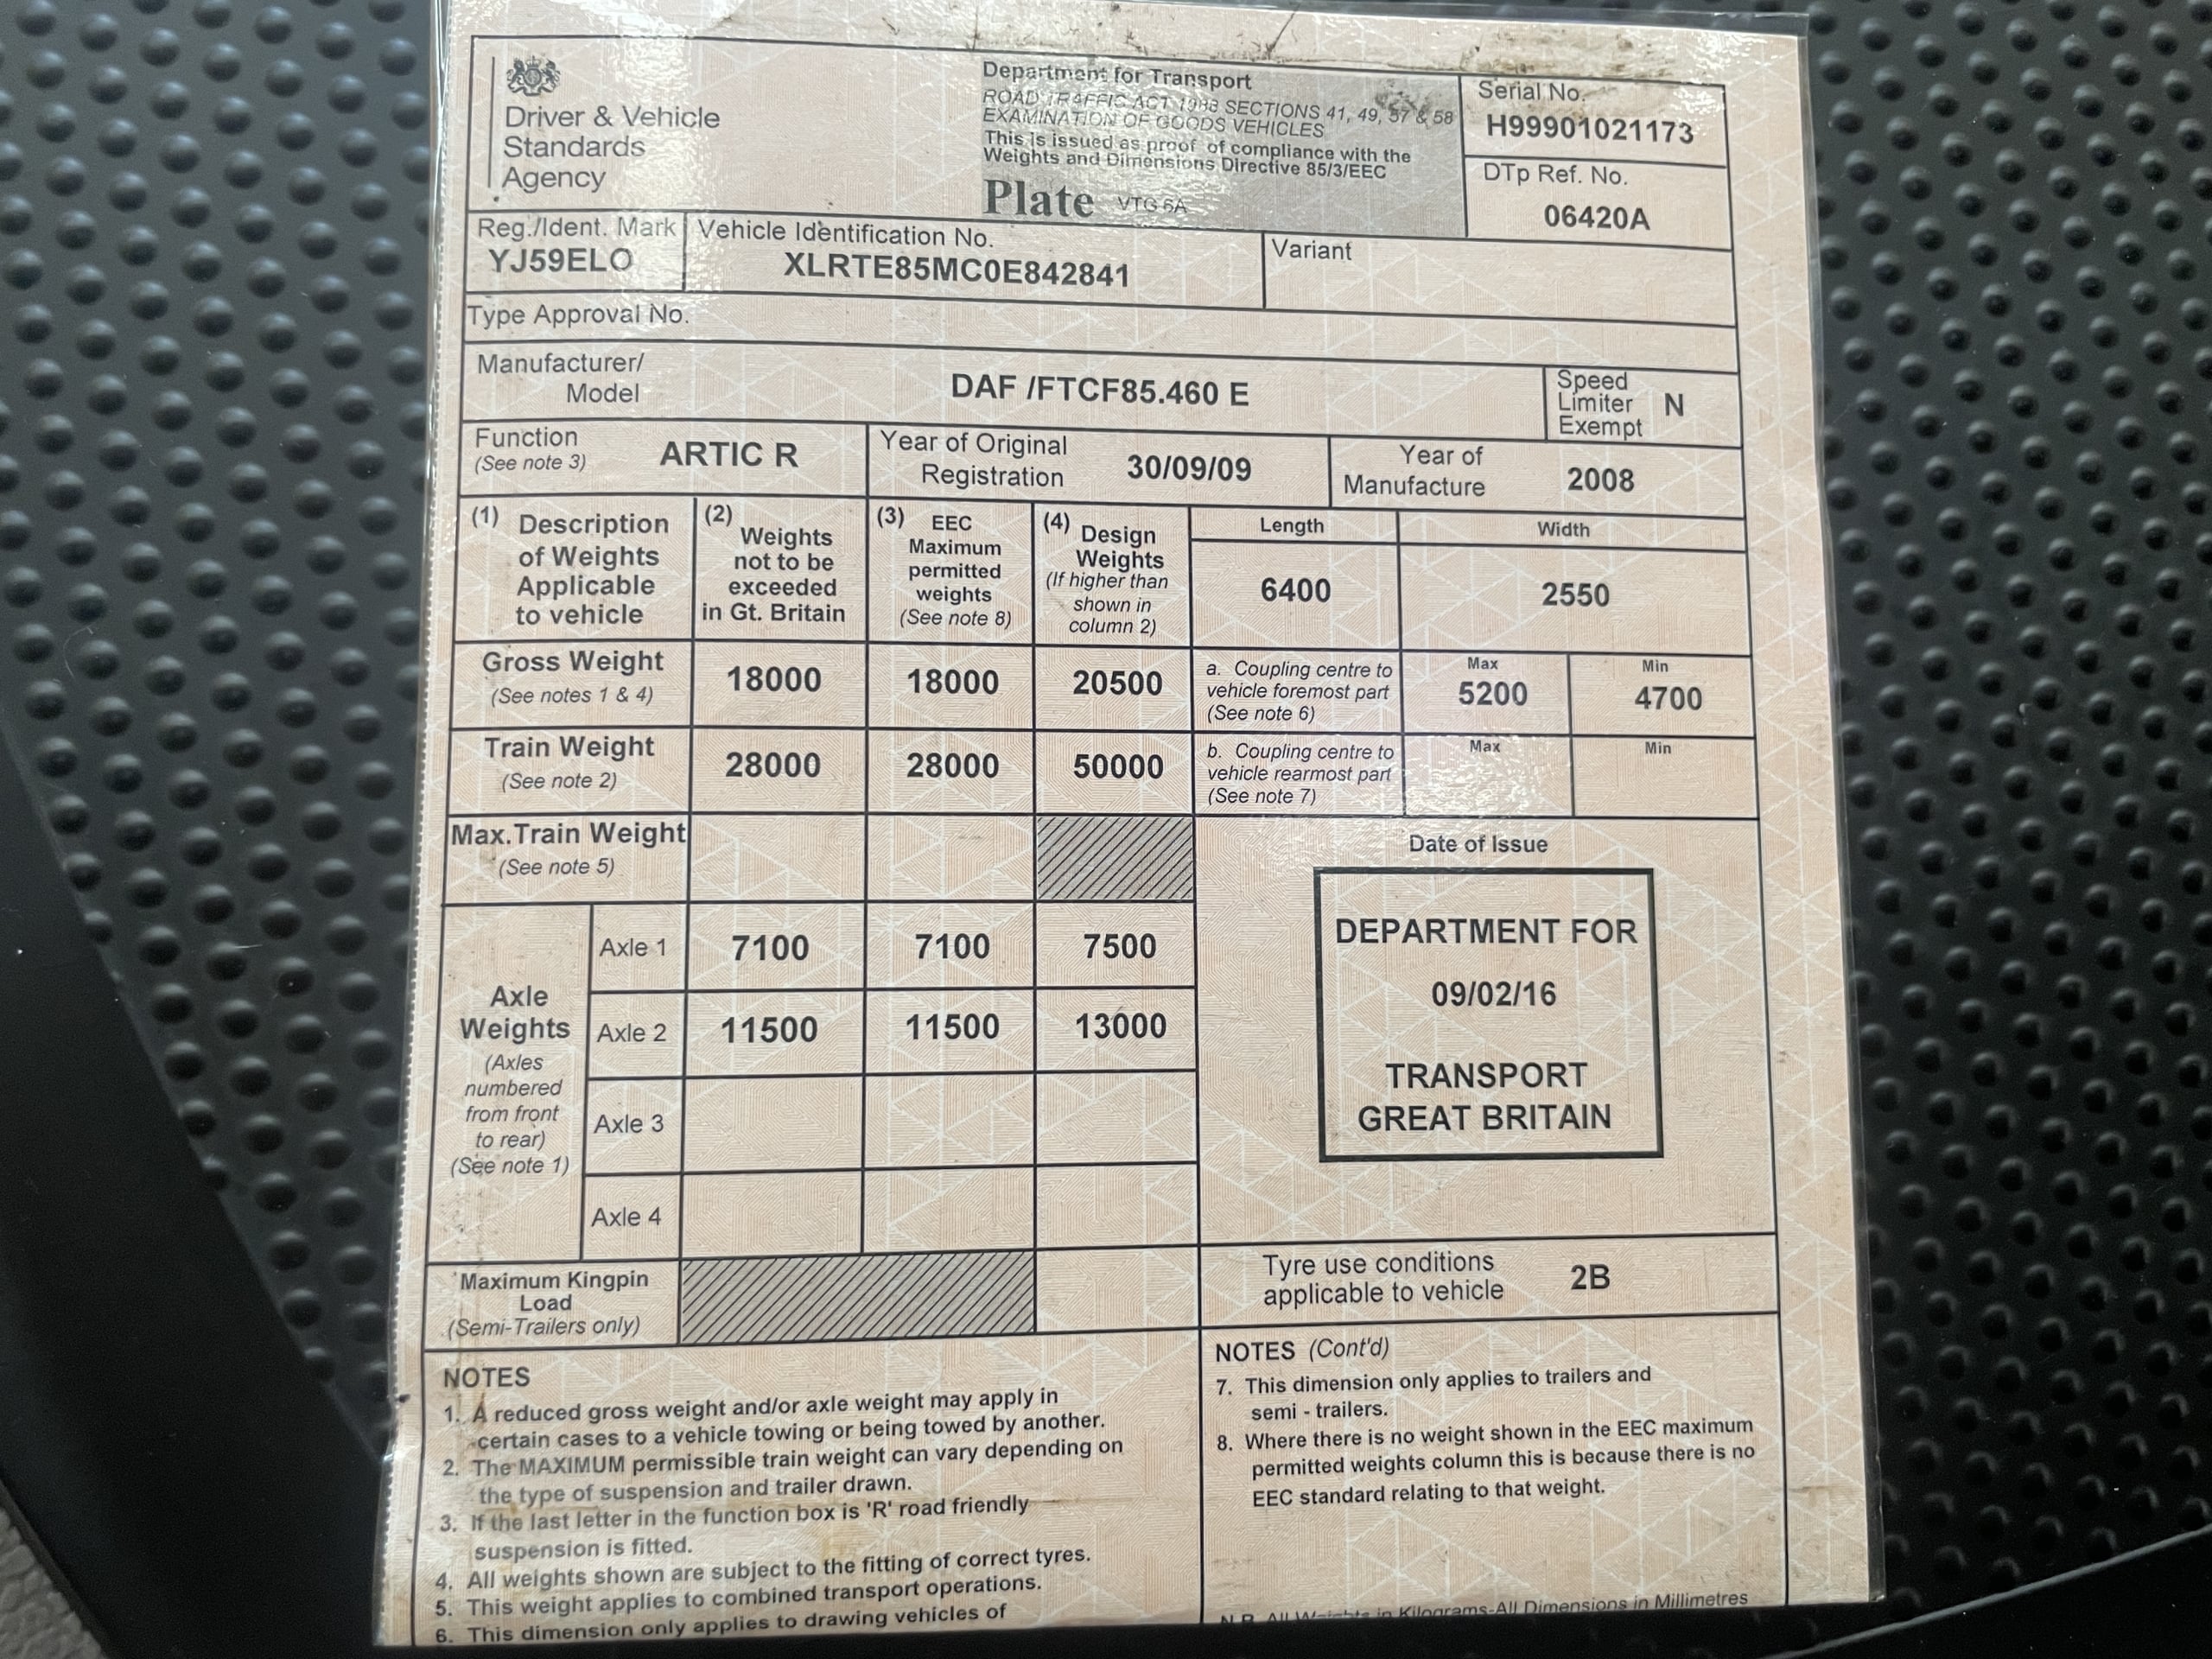 Driver & Vehicle
Standards
Agency
Department for Transport
ROAD TRAFFIC ACT 1988 SECTIONS 41, 49, 57 & 58
EXAMINATION OF GOODS VEHICLES
This is issued as proof of compliance with the
Weights and Dimensions Directive 85/3/EEC
Plate VTG 6A
Serial No.
H99901021173
DTp Ref. No.
06420A
Reg./Ident. Mark
YJ59ELO
Vehicle Identification No.
XLRTE85MC0E842841
Variant
Type Approval No.
Manufacturer/
Model
DAF /FTCF85.460 E
Speed
Limiter N
Exempt
Function
(See note 3)
ARTIC R
Year of Original
Registration
30/09/09
Year of
Manufacture
2008
(1) Description
of Weights
Applicable
to vehicle
(2) Weights
not to be
exceeded
in Gt. Britain
(3) EEC
Maximum
permitted
weights
(See note 8)
(4) Design
Weights
(If higher than
shown in
column 2)
Length
6400
Width
2550
Gross Weight
(See notes 1 & 4)
18000
18000
20500
a. Coupling centre to
vehicle foremost part
(See note 6)
Max
5200
Min
4700
Train Weight
(See note 2)
28000
28000
50000
b. Coupling centre to
vehicle rearmost part
(See note 7)
Max
Min
Max.Train Weight
(See note 5)
Axle
Weights
(Axles
numbered
from front
to rear)
(See note 1)
Axle 1
7100
7100
7500
Axle 2
11500
11500
13000
Axle 3
Axle 4
Date of Issue
DEPARTMENT FOR
09/02/16
TRANSPORT
GREAT BRITAIN
Maximum Kingpin
Load
(Semi-Trailers only)
Tyre use conditions
applicable to vehicle
2B
NOTES
1. A reduced gross weight and/or axle weight may apply in
certain cases to a vehicle towing or being towed by another.
2. The MAXIMUM permissible train weight can vary depending on
the type of suspension and trailer drawn.
3. If the last letter in the function box is 'R' road friendly
suspension is fitted.
4. All weights shown are subject to the fitting of correct tyres.
5. This weight applies to combined transport operations.
6. This dimension only applies to drawing vehicles of
NOTES (Cont'd)
7. This dimension only applies to trailers and
semi - trailers.
8. Where there is no weight shown in the EEC maximum
permitted weights column this is because there is no
EEC standard relating to that weight.
N.B. All Weights in Kilograms-All Dimensions in Millimetres